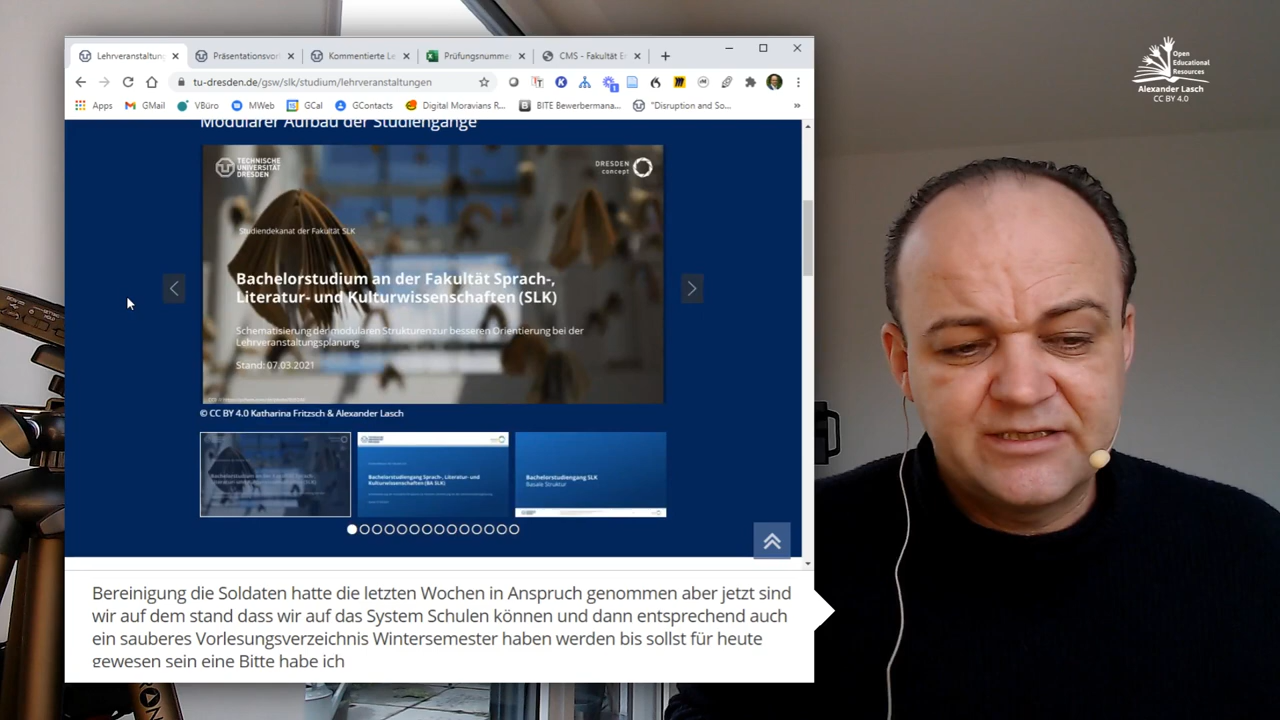 Lehrveranstaltung
Präsentationsvor
Kommentierte Le
Prüfungsnumme
CMS - Fakultät E
tu-dresden.de/gsw/slk/studium/lehrveranstaltungen
Apps
GMail
VBüro
MWeb
GCal
GContacts
Digital Moravians R...
BITE Bewerbermana...
"Disruption and So...
Open
Educational
Resources
Alexander Lasch
CC BY 4.0
Modularer Aufbau der Studiengänge
TECHNISCHE
UNIVERSITÄT
DRESDEN
DRESDEN
concept
Studiendekanat der Fakultät SLK
Bachelorstudium an der Fakultät Sprach-,
Literatur- und Kulturwissenschaften (SLK)
Schematisierung der modularen Strukturen zur besseren Orientierung bei der
Lehrveranstaltungsplanung
Stand: 07.03.2021
© CC BY 4.0 Katharina Fritzsch & Alexander Lasch
Bachelorstudiengang Sprach-, Literatur- und
Kulturwissenschaften (BA SLK)
Bachelorstudiengang SLK
Basale Struktur
Bereinigung die Soldaten hatte die letzten Wochen in Anspruch genommen aber jetzt sind
wir auf dem stand dass wir auf das System Schulen können und dann entsprechend auch
ein sauberes Vorlesungsverzeichnis Wintersemester haben werden bis sollst für heute
gewesen sein eine Bitte habe ich